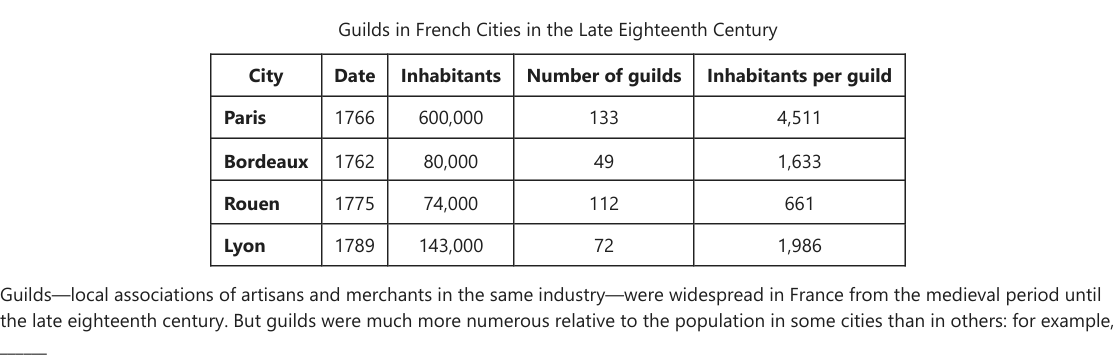 Guilds in French Cities in the Late Eighteenth Century
City Date Inhabitants Number of guilds Inhabitants per guild
Paris 1766 600,000 133 4,511
Bordeaux 1762 80,000 49 1,633
Rouen 1775 74,000 112 661
Lyon 1789 143,000 72 1,986
Guilds—local associations of artisans and merchants in the same industry—were widespread in France from the medieval period until
the late eighteenth century. But guilds were much more numerous relative to the population in some cities than in others: for example,
_____